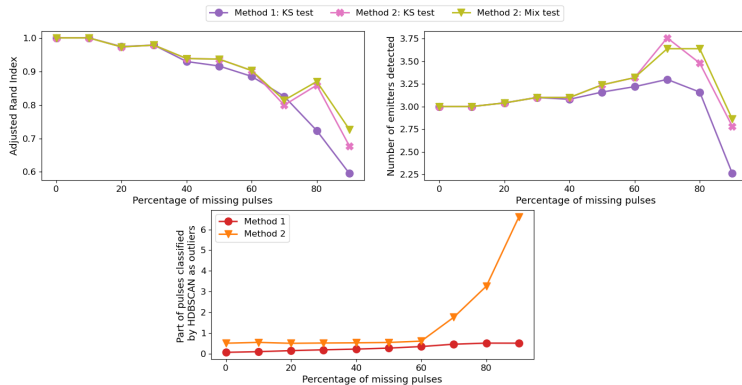 Method 1: KS test Method 2: KS test Method 2: Mix test
1.0
0.9
0.8
0.7
0.6
Adjusted Rand Index
0 20 40 60 80
Percentage of missing pulses
3.75
3.50
3.25
3.00
2.75
2.50
2.25
Number of emitters detected
0 20 40 60 80
Percentage of missing pulses
Method 1
Method 2
6
5
4
3
2
1
0
Part of pulses classified
by HDBSCAN as outliers
0 20 40 60 80
Percentage of missing pulses